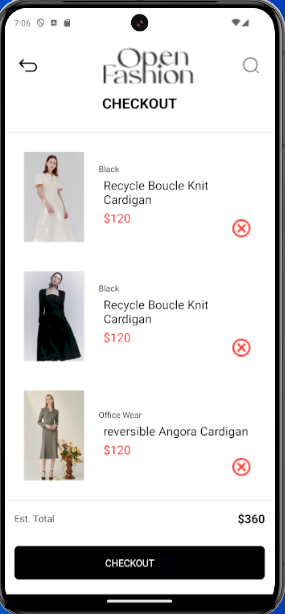 7:06
Open
Fashion
CHECKOUT
Black
Recycle Boucle Knit
Cardigan
$120
Black
Recycle Boucle Knit
Cardigan
$120
Office Wear
reversible Angora Cardigan
$120
Est. Total $360
CHECKOUT